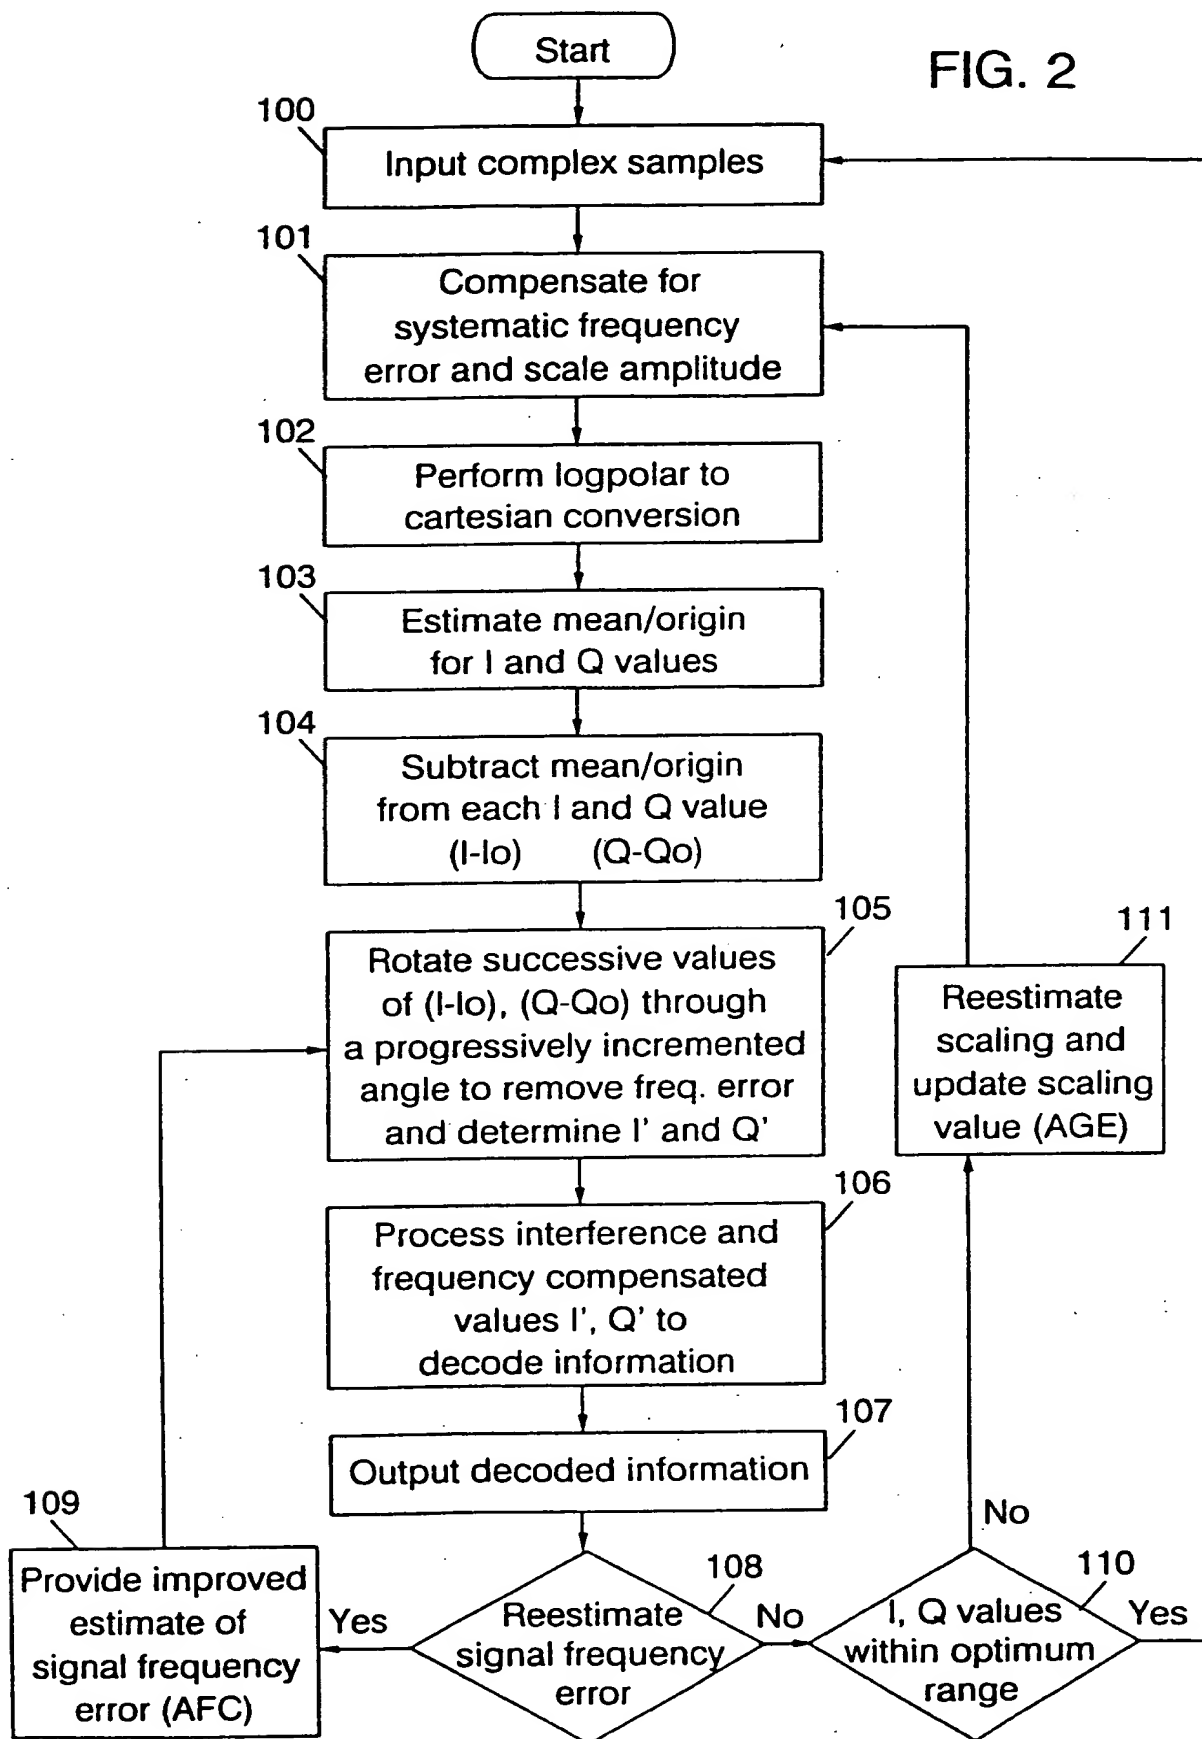 Start
FIG. 2
100
Input complex samples
101
Compensate for
systematic frequency
error and scale amplitude
102
Perform logpolar to
cartesian conversion
103
Estimate mean/origin
for I and Q values
104
Subtract mean/origin
from each I and Q value
(I-Io) (Q-Qo)
105
Rotate successive values
of (I-Io), (Q-Qo) through
a progressively incremented
angle to remove freq. error
and determine I' and Q'
111
Reestimate
scaling and
update scaling
value (AGE)
106
Process interference and
frequency compensated
values I', Q' to
decode information
107
Output decoded information
109
Provide improved
estimate of
signal frequency
error (AFC)
Yes
108
Reestimate
signal frequency
error
No
No
110
I, Q values
within optimum
range
Yes